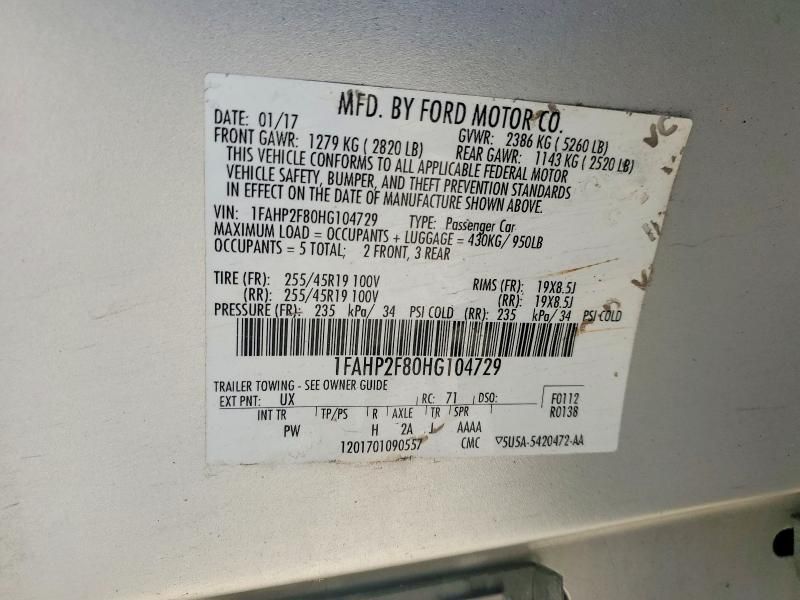 MFD. BY FORD MOTOR CO.
DATE: 01/17 GVWR: 2386 KG ( 5260 LB)
FRONT GAWR: 1279 KG ( 2820 LB) REAR GAWR: 1143 KG ( 2520 LB)
THIS VEHICLE CONFORMS TO ALL APPLICABLE FEDERAL MOTOR
VEHICLE SAFETY, BUMPER, AND THEFT PREVENTION STANDARDS
IN EFFECT ON THE DATE OF MANUFACTURE SHOWN ABOVE.
VIN: 1FAHP2F80HG104729 TYPE: Passenger Car
MAXIMUM LOAD = OCCUPANTS + LUGGAGE = 430KG/ 950LB
OCCUPANTS = 5 TOTAL; 2 FRONT, 3 REAR
TIRE (FR): 255/45R19 100V RIMS (FR): 19X8.5J
(RR): 255/45R19 100V (RR): 19X8.5J
PRESSURE (FR): 235 kPa/ 34 PSI COLD (RR): 235 kPa/ 34 PSI COLD
1FAHP2F80HG104729
TRAILER TOWING - SEE OWNER GUIDE
EXT PNT: UX RC: 71 DSO: F0112
INT TR TP/PS R AXLE TR SPR R0138
PW H 2A J AAAA
1201701090557 CMC ▽5USA-5420472-AA